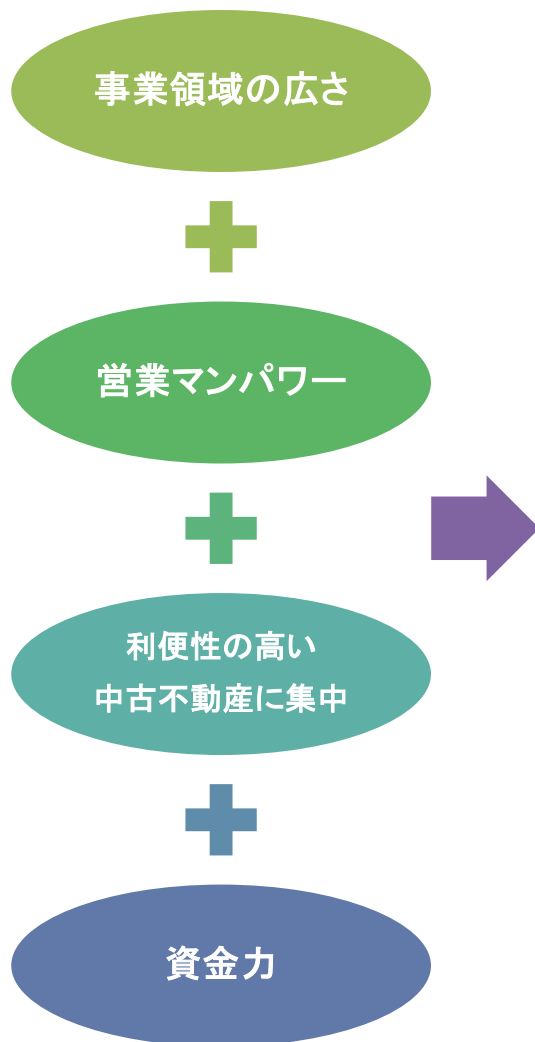 事業領域の広さ
営業マンパワー
利便性の高い
中古不動産に集中
資金力